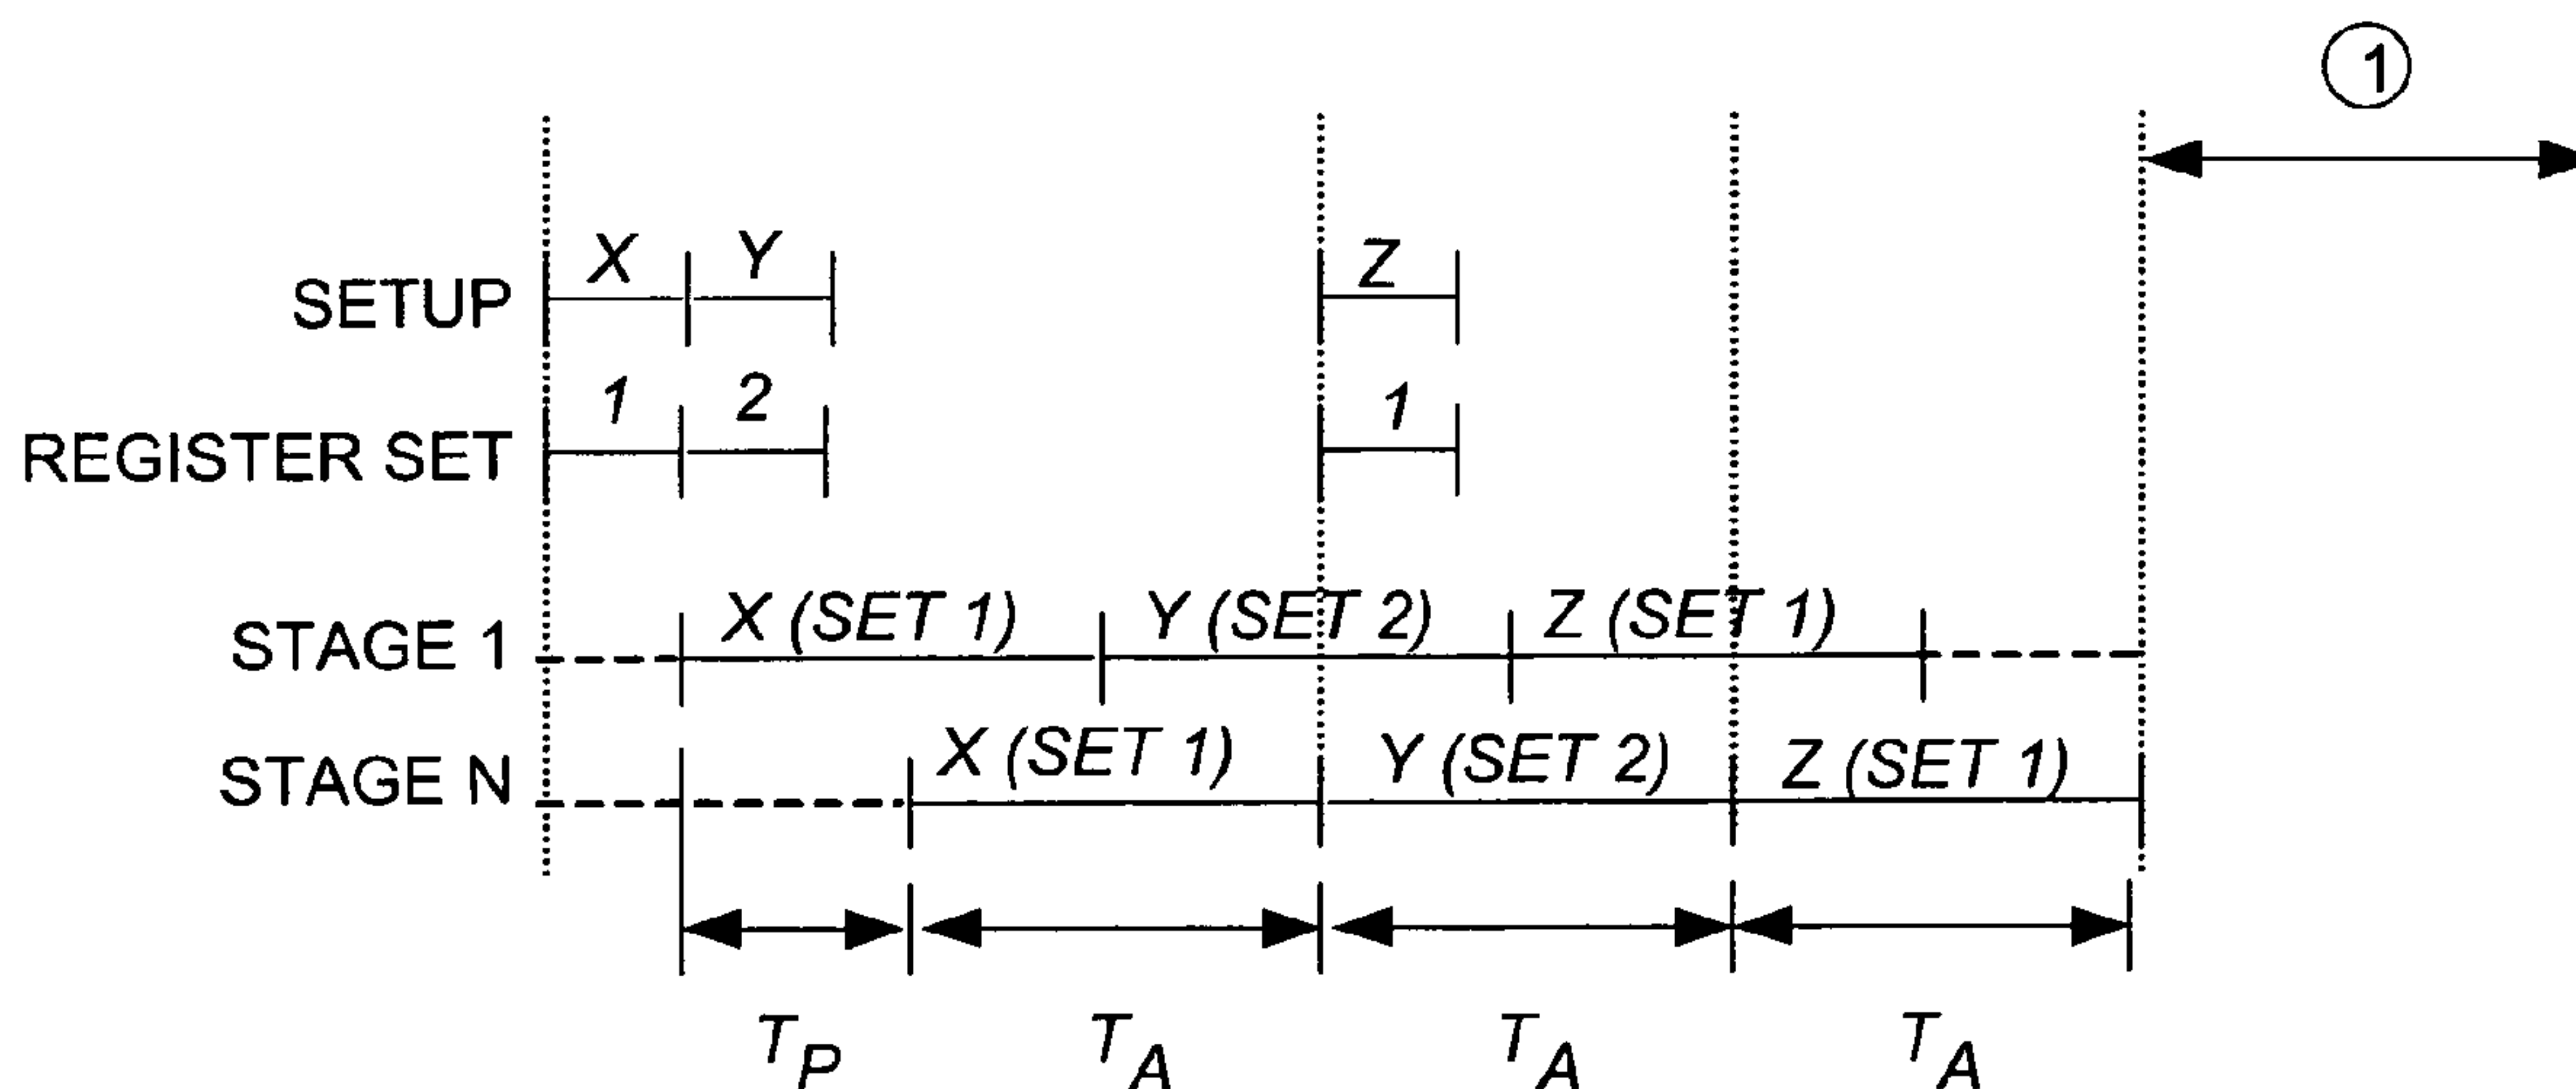 1
X Y Z
SETUP
1 2 1
REGISTER SET
X (SET 1) Y (SET 2) Z (SET 1)
STAGE 1
X (SET 1) Y (SET 2) Z (SET 1)
STAGE N
TP TA TA TA